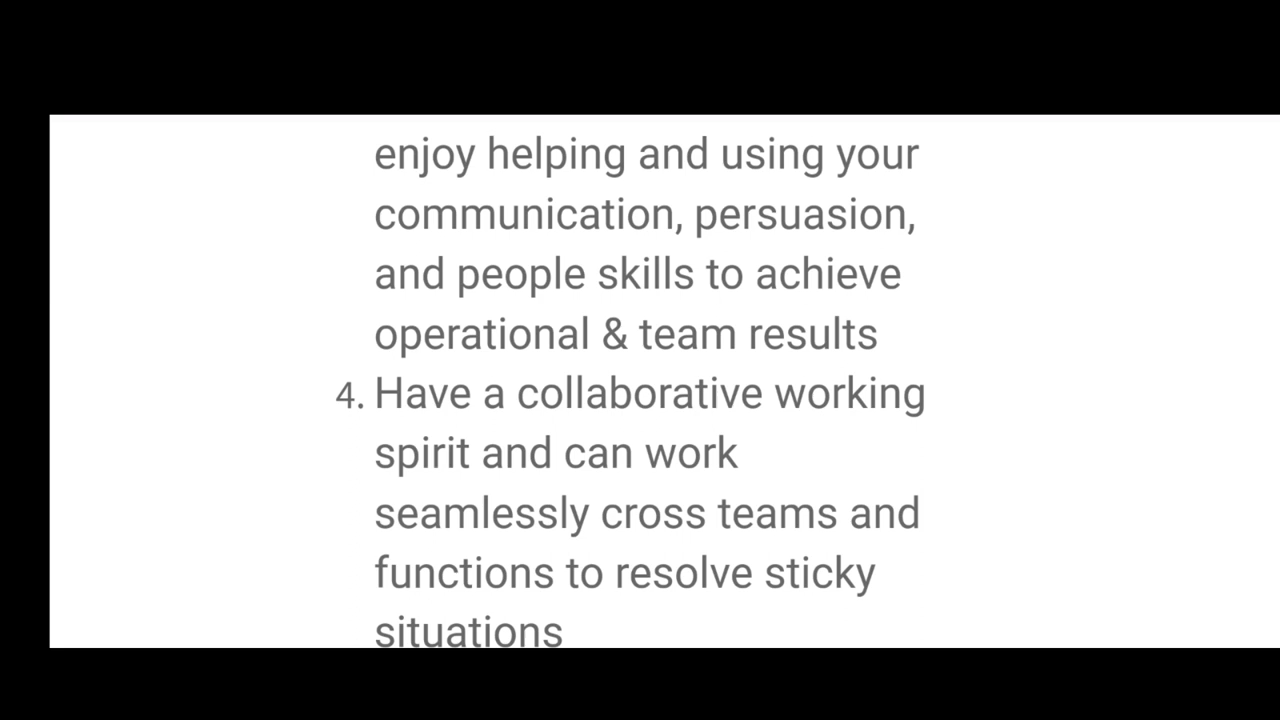 enjoy helping and using your
communication, persuasion,
and people skills to achieve
operational & team results
4. Have a collaborative working
spirit and can work
seamlessly cross teams and
functions to resolve sticky
situations